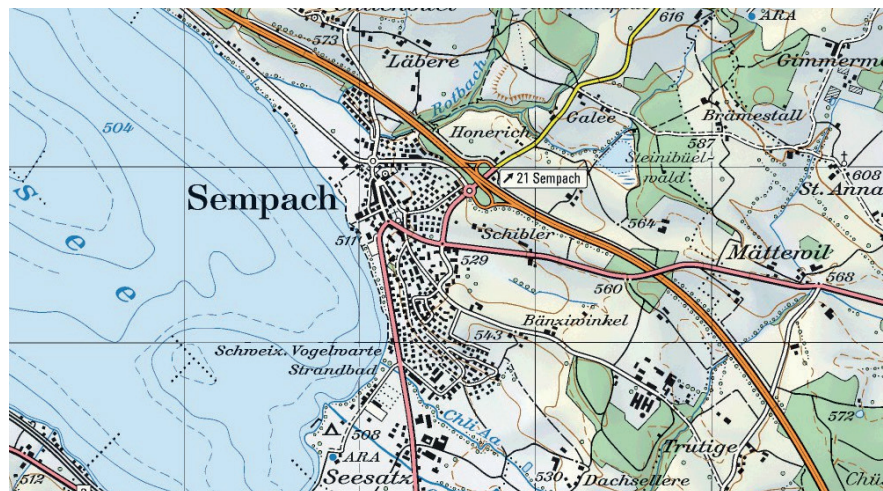 573
616
ARA
Läbere
Gimmerme
Rotbach
504
Honerich
Galee
Brämestall
587
Steinibüel-
wald
608
21 Sempach
St. Anna
Sempach
S
e
e
564
511
Schibler
Mättewil
529
560
568
Bänziwinkel
543
Schweiz. Vogelwarte
Strandbad
572
Chli Aa
508
ARA
Trutige
512
Seesatz
530
Dachsellere
Chüs